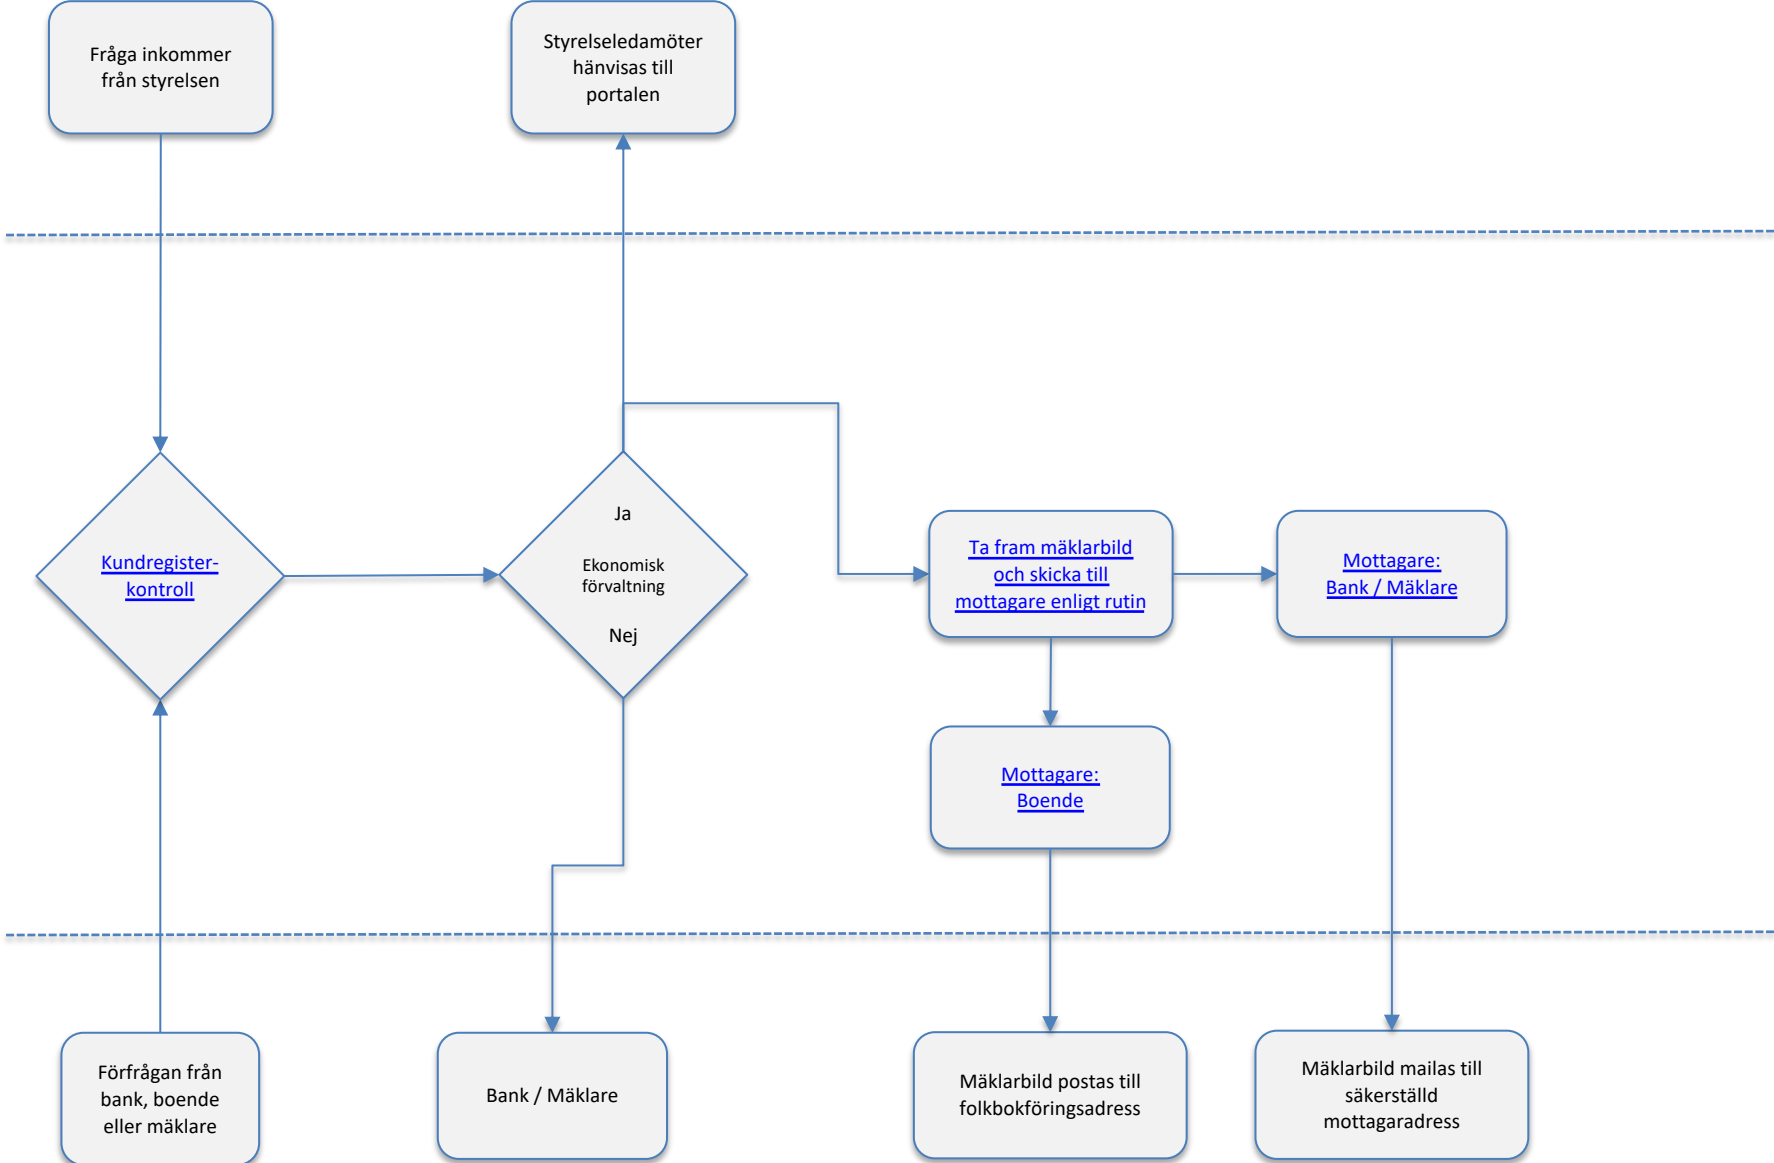 Fråga inkommer
från styrelsen
Styrelseledamöter
hänvisas till
portalen
Kundregister-
kontroll
Ja
Ekonomisk
förvaltning
Nej
Ta fram mäklarbild
och skicka till
mottagare enligt rutin
Mottagare:
Bank / Mäklare
Mottagare:
Boende
Förfrågan från
bank, boende
eller mäklare
Bank / Mäklare
Mäklarbild postas till
folkbokföringsadress
Mäklarbild mailas till
säkerställd
mottagaradress